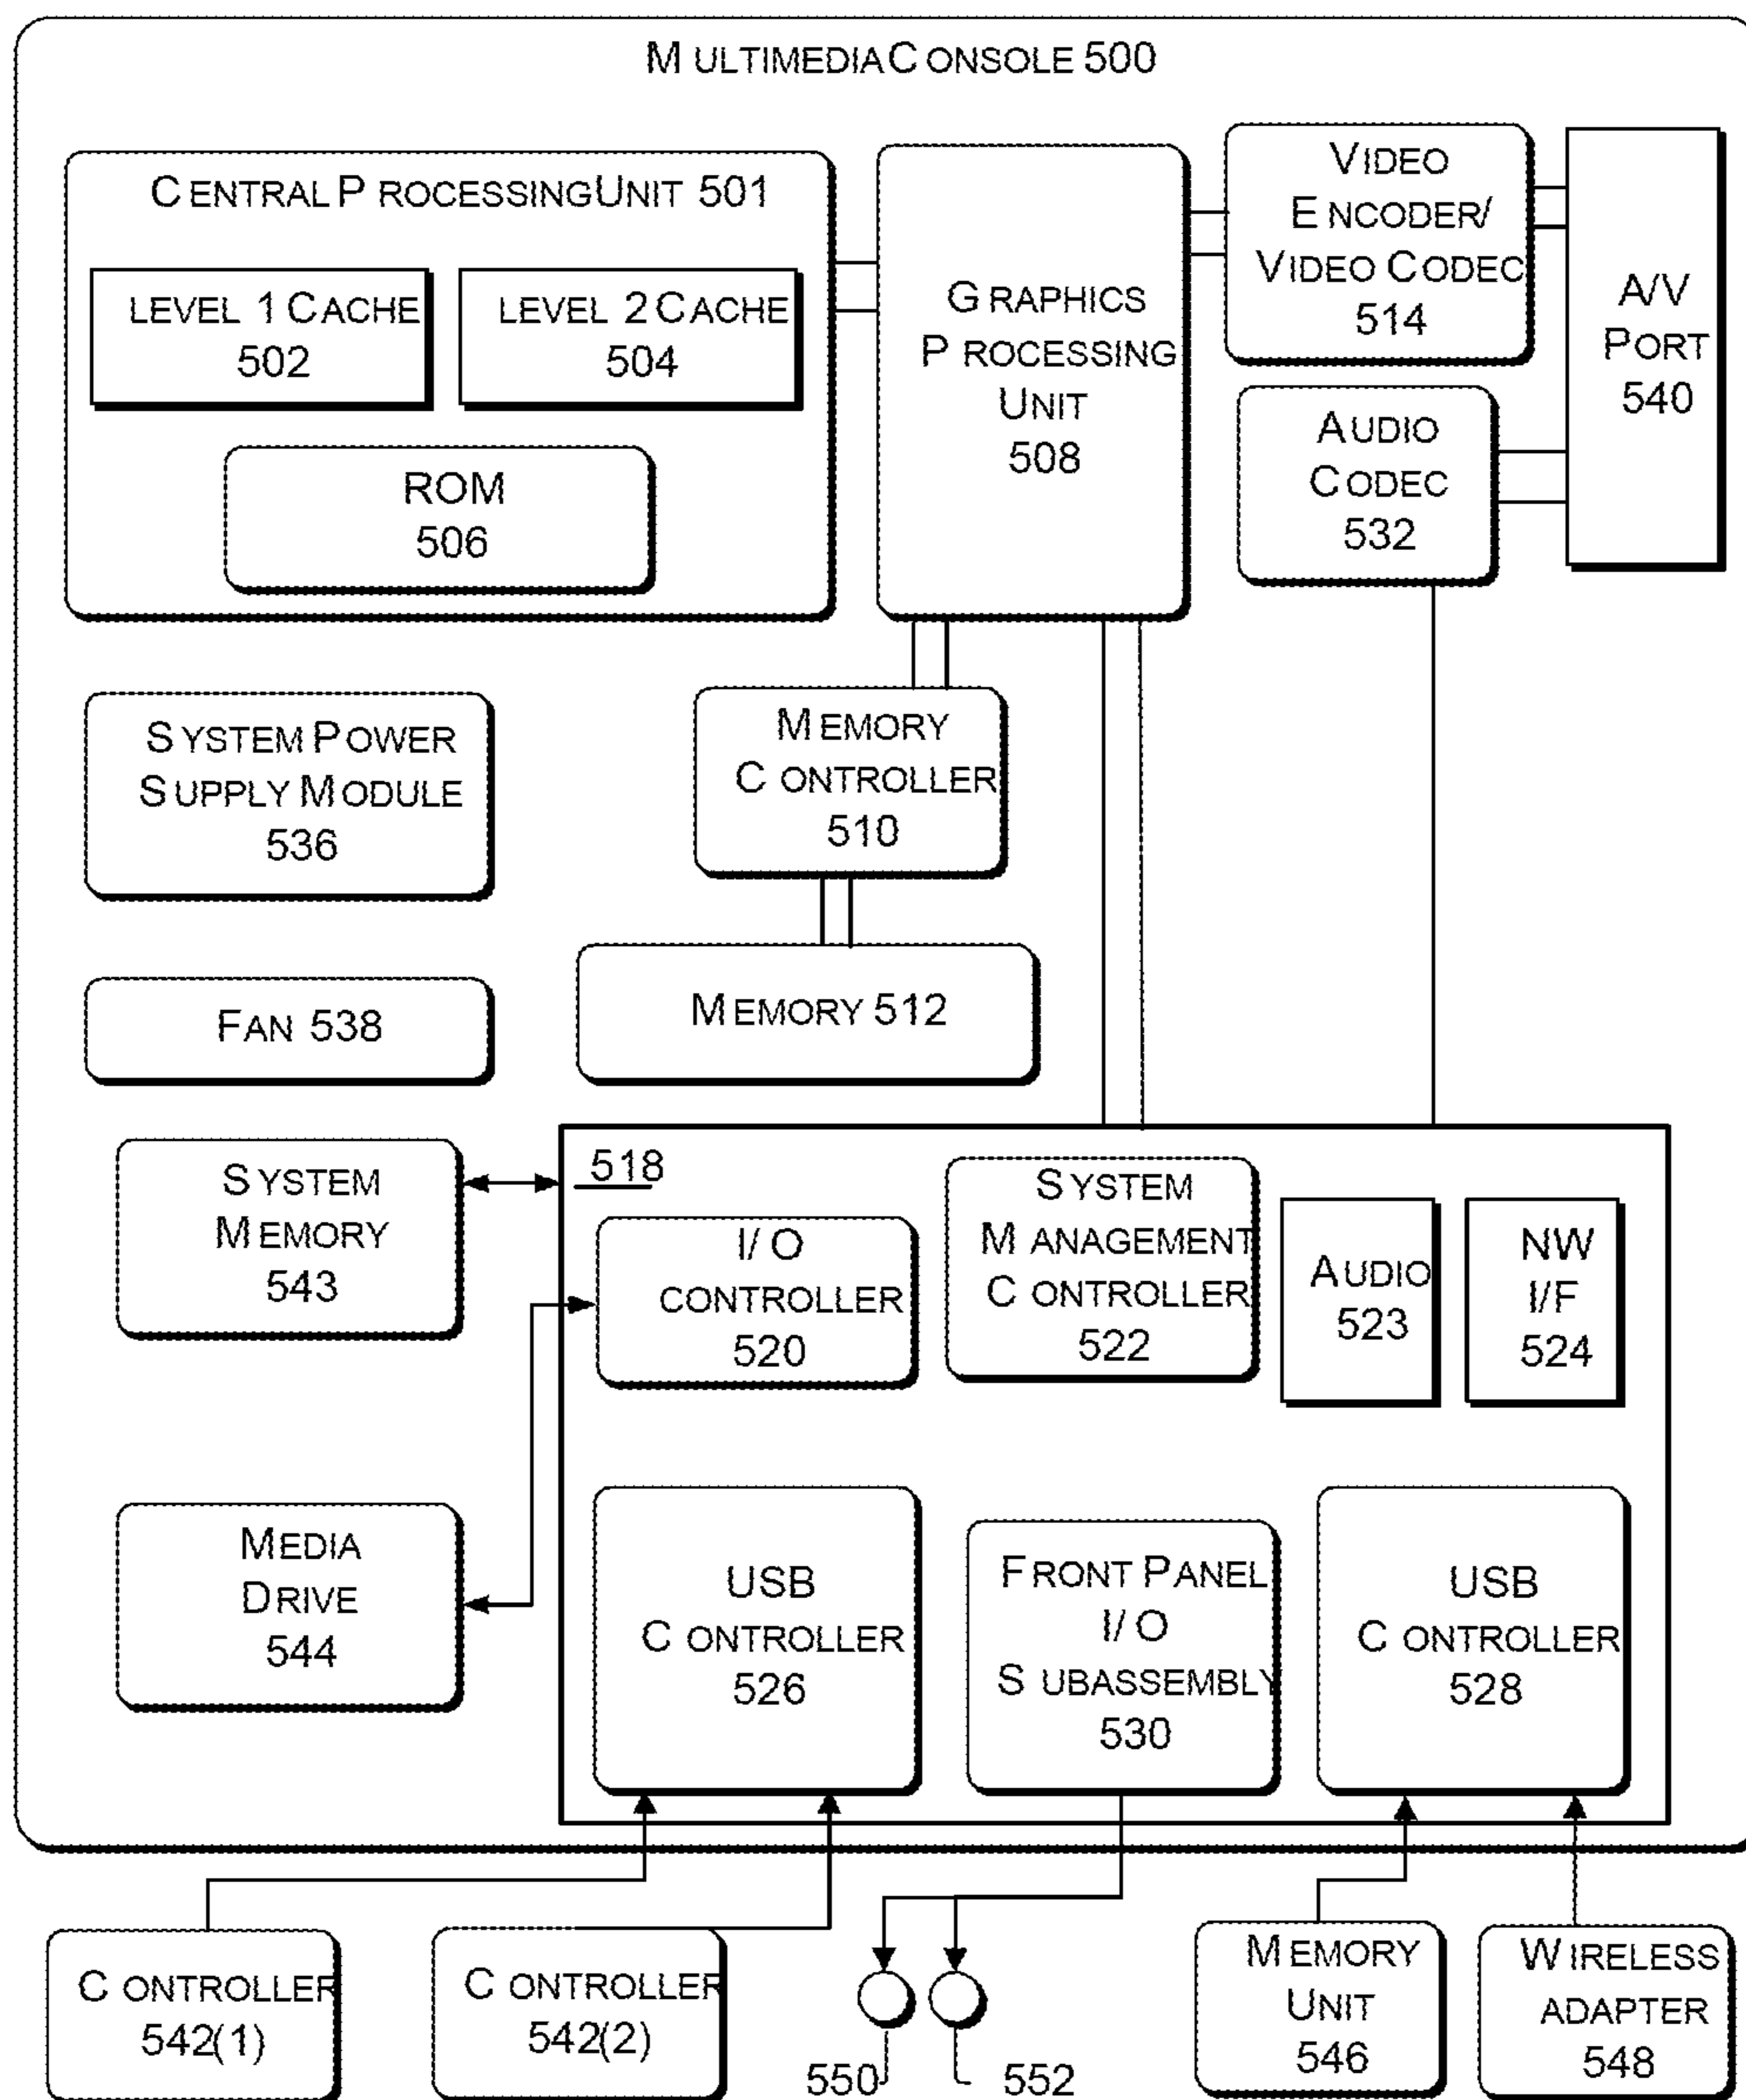 MULTIMEDIA CONSOLE 500
CENTRAL PROCESSING UNIT 501
LEVEL 1 CACHE
502
LEVEL 2 CACHE
504
ROM
506
GRAPHICS
PROCESSING
UNIT
508
VIDEO
ENCODER/
VIDEO CODEC
514
A/V
PORT
540
AUDIO
CODEC
532
SYSTEM POWER
SUPPLY MODULE
536
MEMORY
CONTROLLER
510
FAN 538
MEMORY 512
SYSTEM
MEMORY
543
518
I/O
CONTROLLER
520
SYSTEM
MANAGEMENT
CONTROLLER
522
AUDIO
523
NW
I/F
524
MEDIA
DRIVE
544
USB
CONTROLLER
526
FRONT PANEL
I/O
SUBASSEMBLY
530
USB
CONTROLLER
528
CONTROLLER
542(1)
CONTROLLER
542(2)
550
552
MEMORY
UNIT
546
WIRELESS
ADAPTER
548